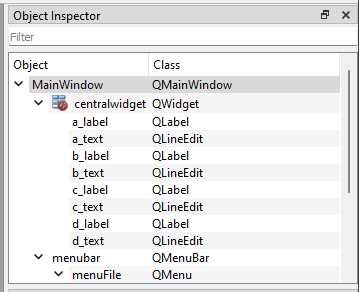 Object Inspector
Filter
Object Class
MainWindow QMainWindow
centralwidget QWidget
a_label QLabel
a_text QLineEdit
b_label QLabel
b_text QLineEdit
c_label QLabel
c_text QLineEdit
d_label QLabel
d_text QLineEdit
menubar QMenuBar
menuFile QMenu